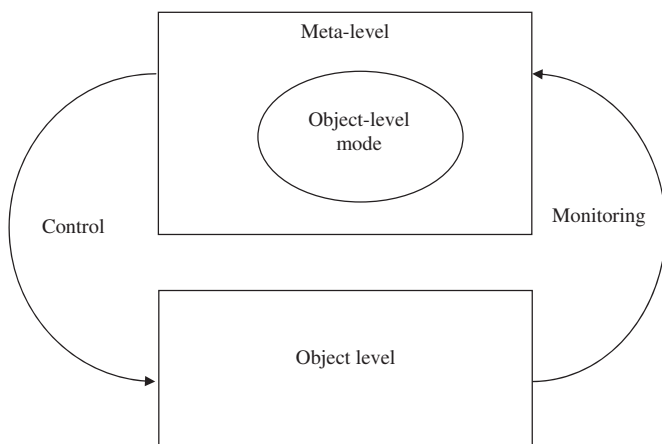 Meta-level
Object-level
mode
Control
Monitoring
Object level